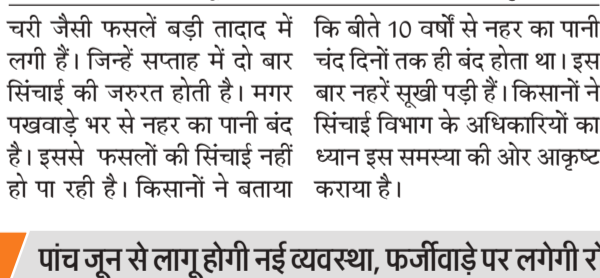 चरी जैसी फसलें बड़ी तादाद में
लगी हैं। जिन्हें सप्ताह में दो बार
सिंचाई की जरुरत होती है। मगर
पखवाड़े भर से नहर का पानी बंद
है। इससे फसलों की सिंचाई नहीं
हो पा रही है। किसानों ने बताया
कि बीते 10 वर्षों से नहर का पानी
चंद दिनों तक ही बंद होता था। इस
बार नहरें सूखी पड़ी हैं। किसानों ने
सिंचाई विभाग के अधिकारियों का
ध्यान इस समस्या की ओर आकृष्ट
कराया है।
पांच जून से लागू होगी नई व्यवस्था, फर्जीवाड़े पर लगेगी